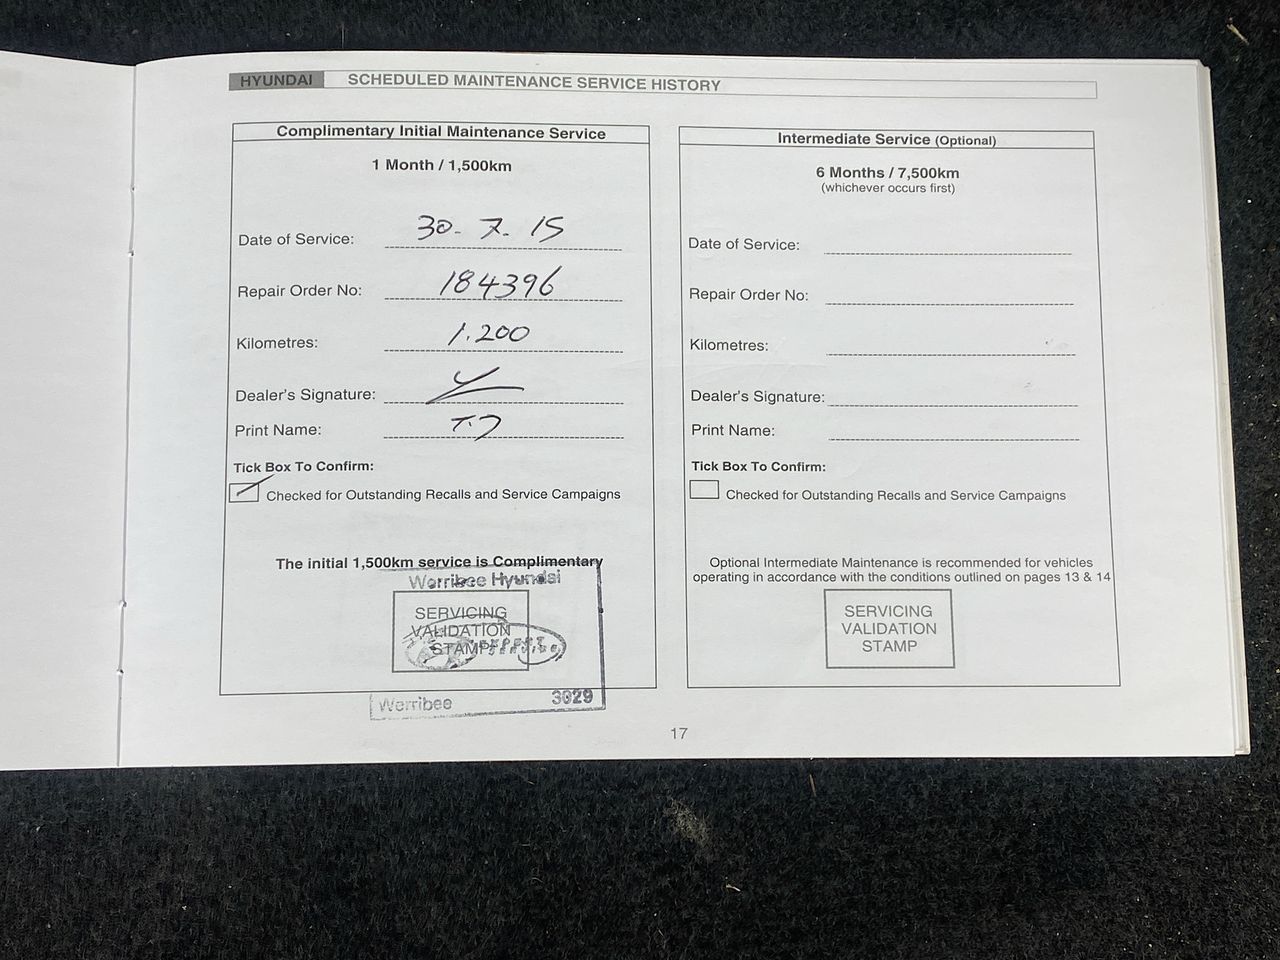 HYUNDAI SCHEDULED MAINTENANCE SERVICE HISTORY
Complimentary Initial Maintenance Service
1 Month / 1,500km
Date of Service: 30.7.15
Repair Order No: 184396
Kilometres: 1.200
Dealer's Signature:
Print Name:
Tick Box To Confirm:
Checked for Outstanding Recalls and Service Campaigns
The initial 1,500km service is Complimentary
Werribee Hyundai
SERVICING
VALIDATION
STAMP
EXPERT
SERVICE
Werribee 3029
Intermediate Service (Optional)
6 Months / 7,500km
(whichever occurs first)
Date of Service:
Repair Order No:
Kilometres:
Dealer's Signature:
Print Name:
Tick Box To Confirm:
Checked for Outstanding Recalls and Service Campaigns
Optional Intermediate Maintenance is recommended for vehicles
operating in accordance with the conditions outlined on pages 13 & 14
SERVICING
VALIDATION
STAMP
17